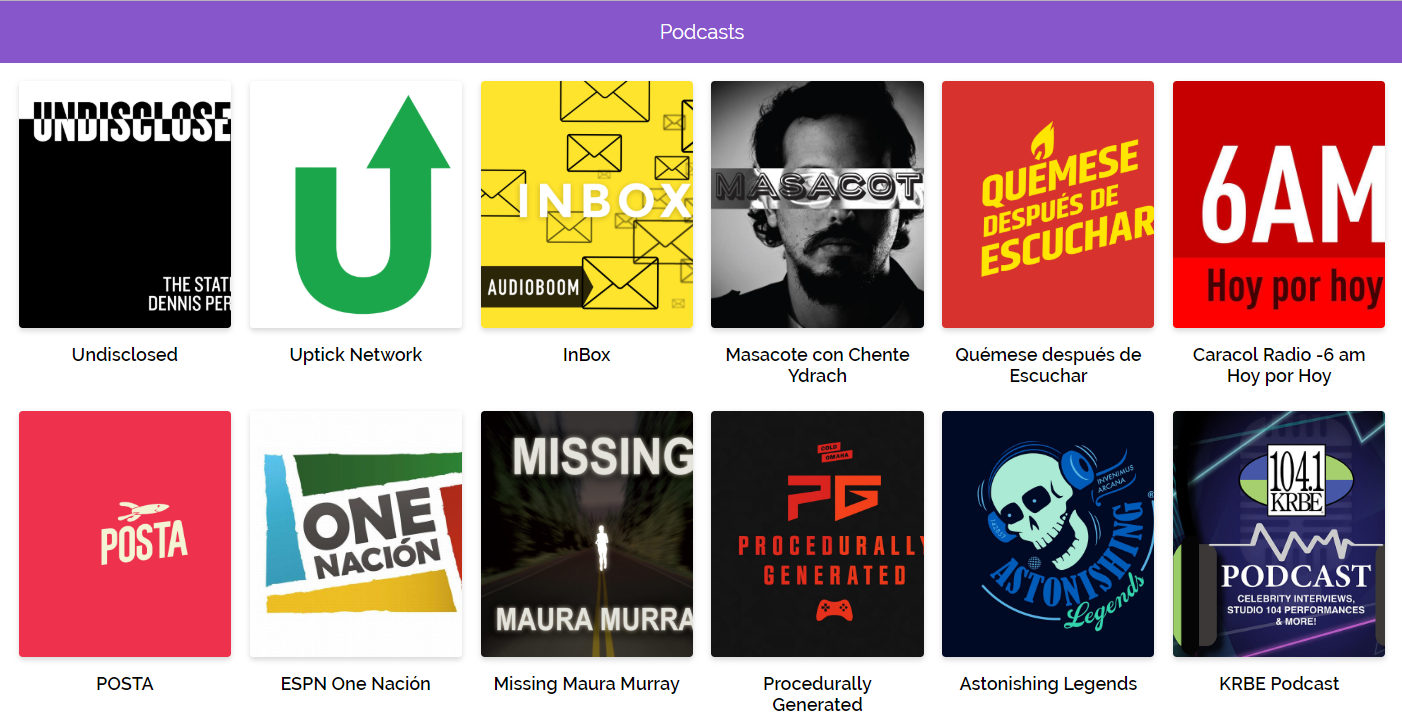 Podcasts
UNDISCLOSE
THE STAT
DENNIS PER
INBOX
AUDIOBOOM
MASACOT
QUÉMESE
DESPUÉS DE
ESCUCHAR
6AM
Hoy por hoy
Undisclosed
Uptick Network
InBox
Masacote con Chente
Ydrach
Quémese después de
Escuchar
Caracol Radio -6 am
Hoy por Hoy
POSTA
ONE
NACIÓN
MISSING
MAURA MURRA
COLD
OMAHA
PG
PROCEDURALLY
GENERATED
INVENIMUS
ARCANA
ASTONISHING
Legends
104.1
KRBE
PODCAST
CELEBRITY INTERVIEWS,
STUDIO 104 PERFORMANCES
& MORE!
POSTA
ESPN One Nación
Missing Maura Murray
Procedurally
Generated
Astonishing Legends
KRBE Podcast